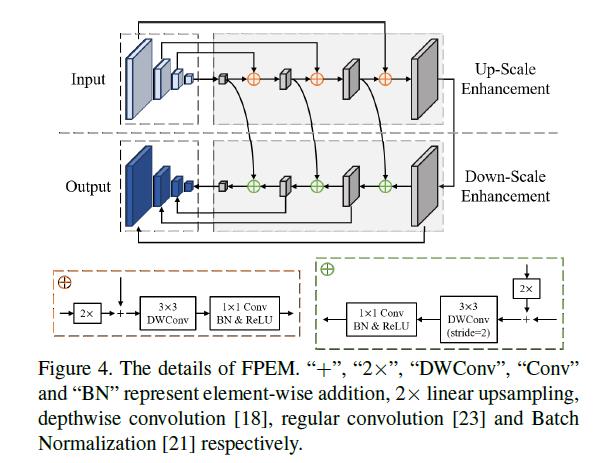 Input
Up-Scale
Enhancement
Output
Down-Scale
Enhancement
2×
+
3×3
DWConv
1×1 Conv
BN & ReLU
2×
1×1 Conv
BN & ReLU
3×3
DWConv
(stride=2)
+
Figure 4. The details of FPEM. “+”, “2×”, “DWConv”, “Conv”
and “BN” represent element-wise addition, 2× linear upsampling,
depthwise convolution [18], regular convolution [23] and Batch
Normalization [21] respectively.